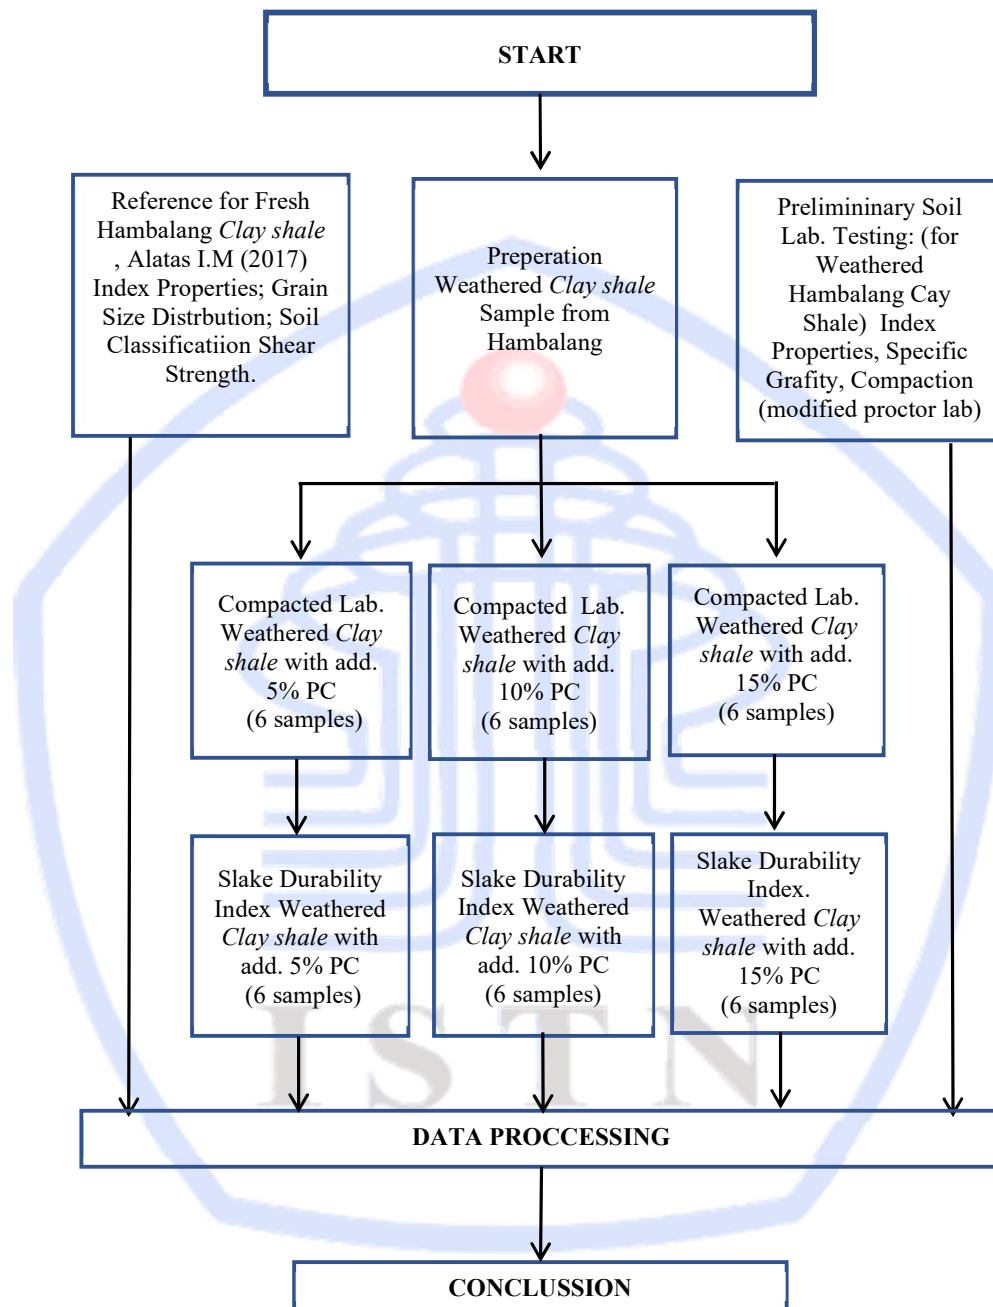 START
Reference for Fresh
Hambalang Clay shale
, Alatas I.M (2017)
Index Properties; Grain
Size Distrbution; Soil
Classificatiion Shear
Strength.
Preperation
Weathered Clay shale
Sample from
Hambalang
Prelimininary Soil
Lab. Testing: (for
Weathered
Hambalang Cay
Shale) Index
Properties, Specific
Grafity, Compaction
(modified proctor lab)
Compacted Lab.
Weathered Clay
shale with add.
5% PC
(6 samples)
Compacted Lab.
Weathered Clay
shale with add.
10% PC
(6 samples)
Compacted Lab.
Weathered Clay
shale with add.
15% PC
(6 samples)
Slake Durability
Index Weathered
Clay shale with
add. 5% PC
(6 samples)
Slake Durability
Index Weathered
Clay shale with
add. 10% PC
(6 samples)
Slake Durability
Index.
Weathered Clay
shale with add.
15% PC
(6 samples)
ISTN
DATA PROCCESSING
CONCLUSSION